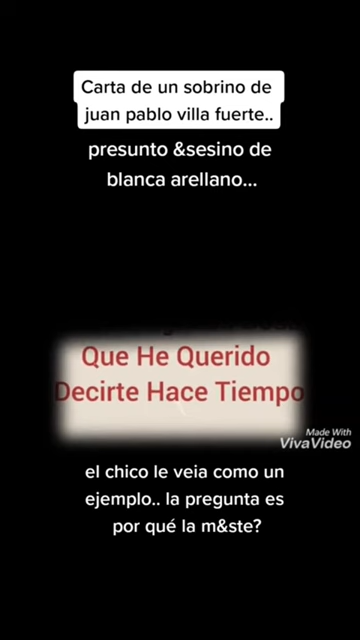 Carta de un sobrino de
juan pablo villa fuerte..
presunto &sesino de
blanca arellano...
Que He Querido
Decirte Hace Tiempo
Made With
VivaVideo
el chico le veia como un
ejemplo.. la pregunta es
por qué la m&ste?